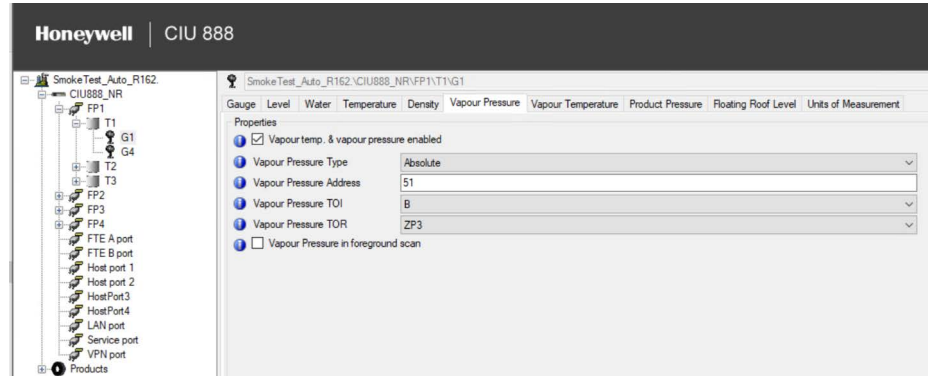 Honeywell | CIU 888
SmokeTest_Auto_R162.
CIU888_NR
FP1
T1
G1
G4
T2
T3
FP2
FP3
FP4
FTE A port
FTE B port
Host port 1
Host port 2
HostPort3
HostPort4
LAN port
Service port
VPN port
Products
SmokeTest_Auto_R162.\CIU888_NR\FP1\T1\G1
Gauge Level Water Temperature Density Vapour Pressure Vapour Temperature Product Pressure Floating Roof Level Units of Measurement
Properties
Vapour temp. & vapour pressure enabled
Vapour Pressure Type Absolute
Vapour Pressure Address 51
Vapour Pressure TOI B
Vapour Pressure TOR ZP3
Vapour Pressure in foreground scan